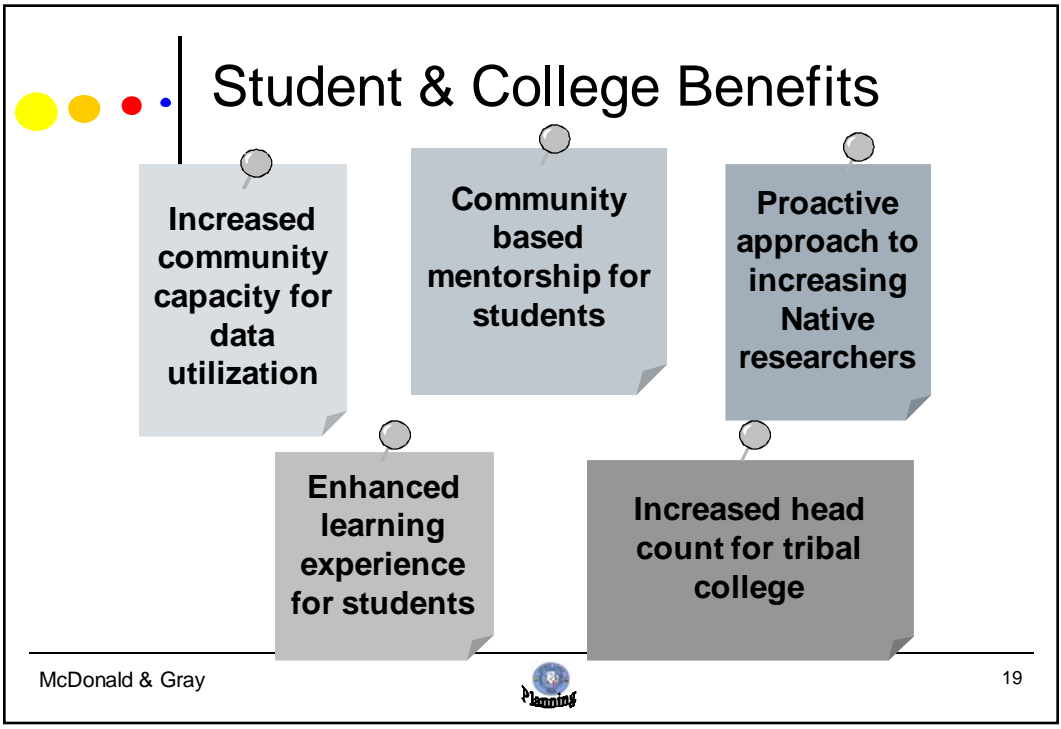 Student & College Benefits
Increased
community
capacity for
data
utilization
Community
based
mentorship for
students
Proactive
approach to
increasing
Native
researchers
Enhanced
learning
experience
for students
Increased head
count for tribal
college
McDonald & Gray
Planning
19